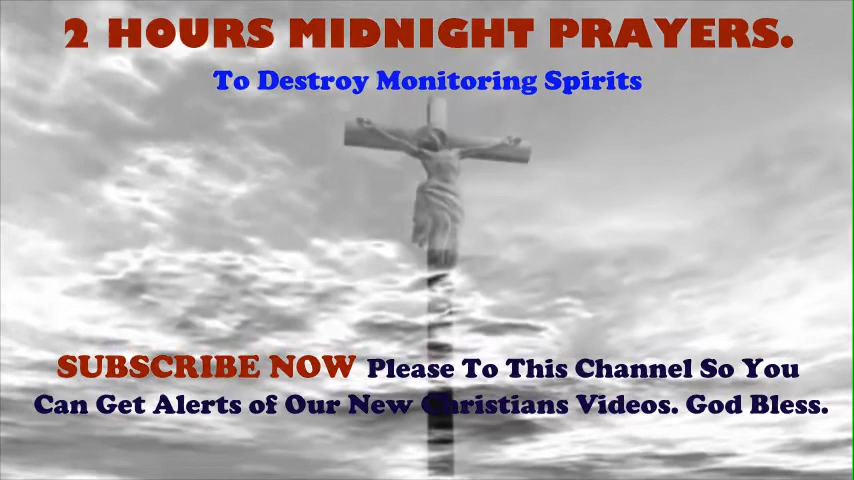 2 HOURS MIDNIGHT PRAYERS.
To Destroy Monitoring Spirits
SUBSCRIBE NOW Please To This Channel So You
Can Get Alerts of Our New Christians Videos. God Bless.